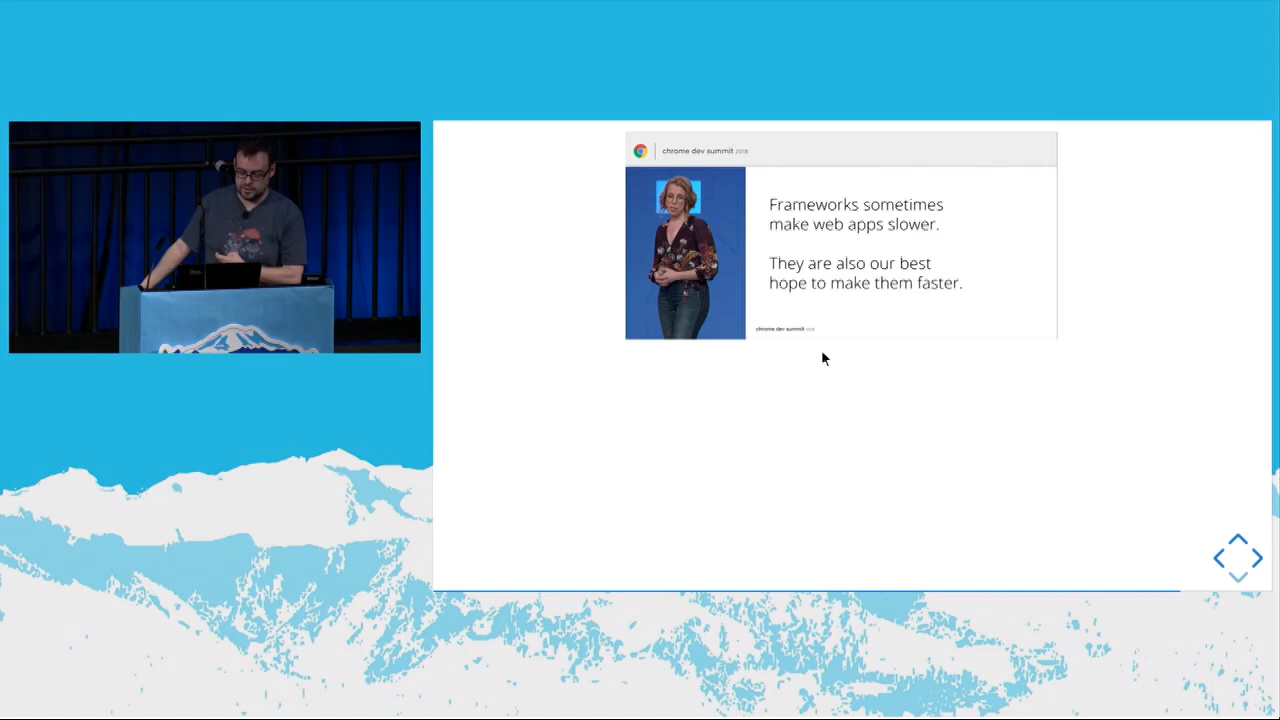 chrome dev summit 2018
Frameworks sometimes
make web apps slower.
They are also our best
hope to make them faster.
chrome dev summit 2018